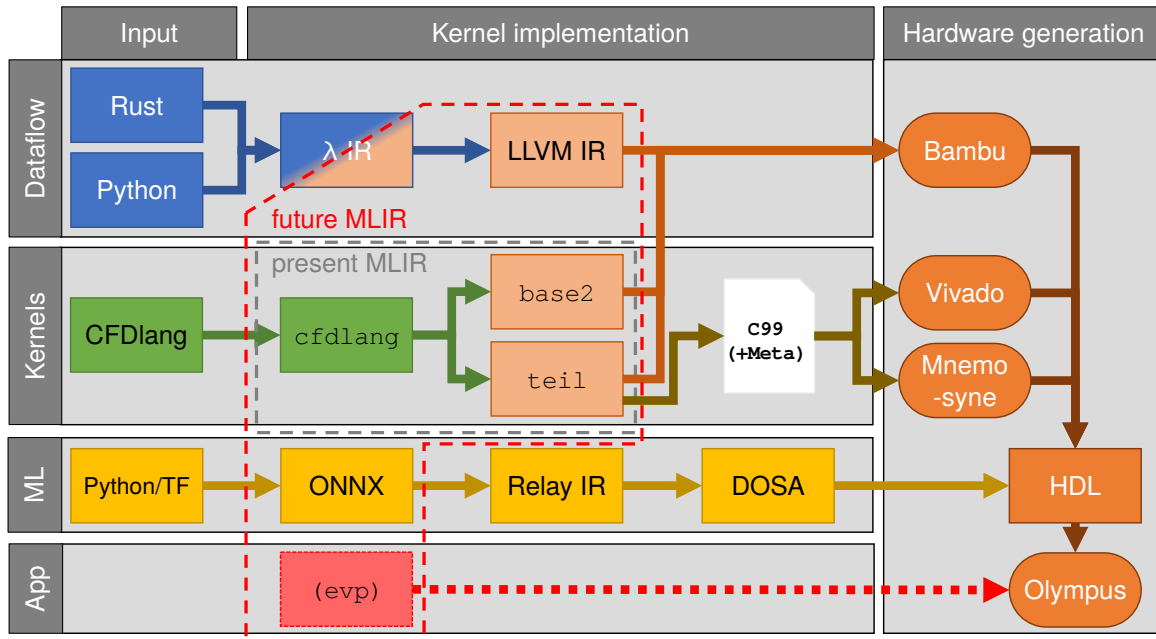 Input
Kernel implementation
Hardware generation
Dataflow
Rust
Python
λ IR
LLVM IR
Bambu
future MLIR
present MLIR
Kernels
CFDlang
cfdlang
base2
teil
C99
(+Meta)
Vivado
Mnemo
-syne
ML
Python/TF
ONNX
Relay IR
DOSA
HDL
App
(evp)
Olympus